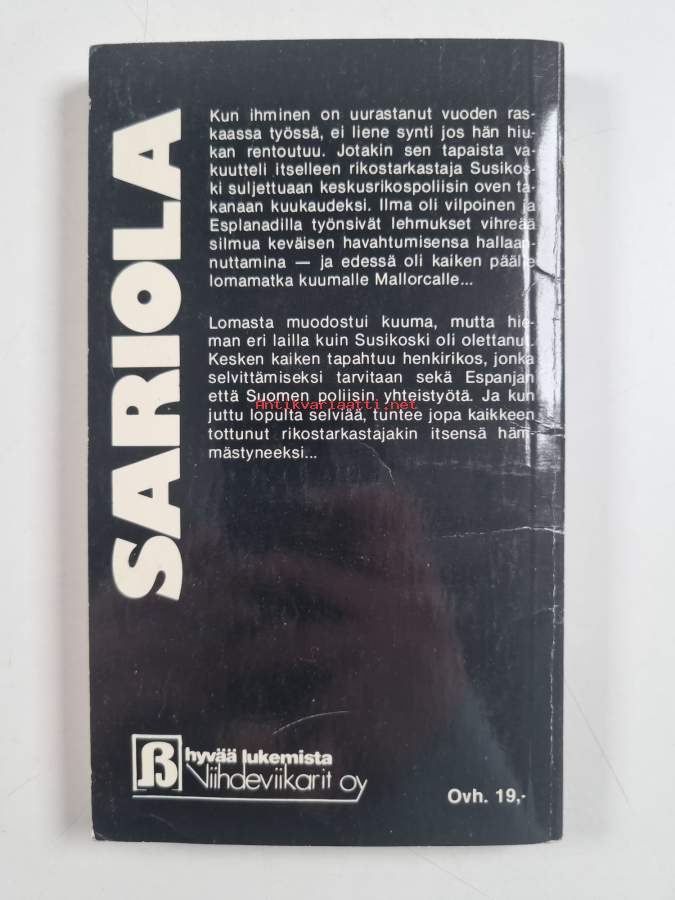 SARIOLA
Kun ihminen on uurastanut vuoden ras-
kaassa työssä, ei liene synti jos hän hiu-
kan rentoutuu. Jotakin sen tapaista va-
kuutteli itselleen rikostarkastaja Susikos-
ki suljettuaan keskusrikospoliisin oven ta-
kanaan kuukaudeksi. Ilma oli vilpoinen ja
Esplanadilla työnsivät lehmukset vihreää
silmua keväisen havahtumisensa hallaan-
nuttamina — ja edessä oli kaiken päälle
lomamatka kuumalle Mallorcalle...
Lomasta muodostui kuuma, mutta hie-
man eri lailla kuin Susikoski oli olettanut.
Kesken kaiken tapahtuu henkirikos, jonka
selvittämiseksi tarvitaan sekä Espanjan
että Suomen poliisin yhteistyötä. Ja kun
Antikvariaatti.net
juttu lopulta selviää, tuntee jopa kaikkeen
tottunut rikostarkastajakin itsensä häm-
mästyneeksi...
hyvää lukemista
Viihdeviikarit oy
Ovh. 19,-